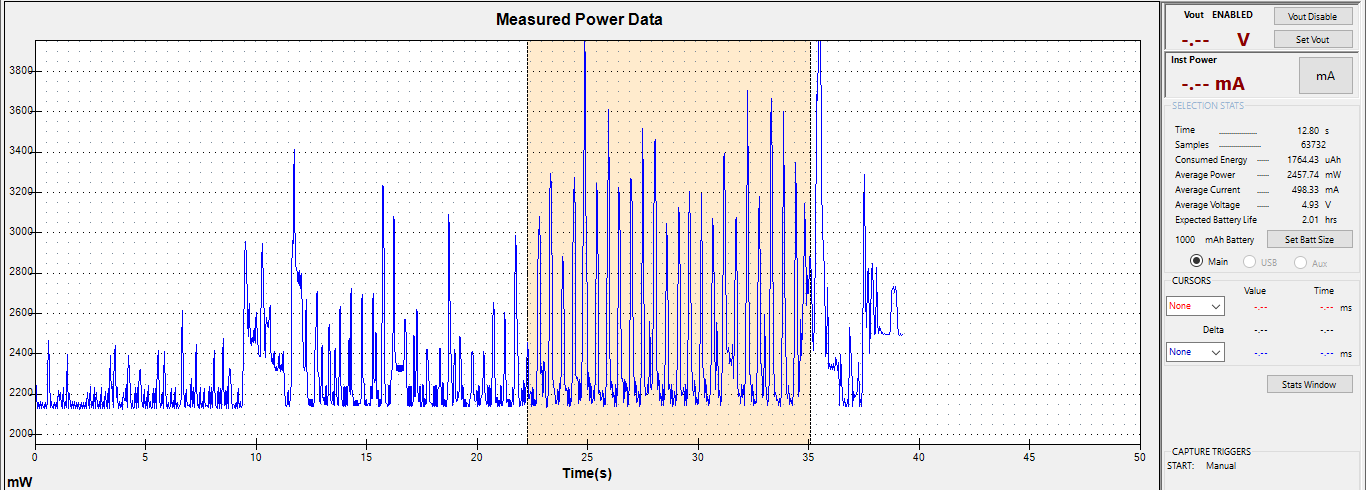 Measured Power Data
3800
3600
3400
3200
3000
2800
2600
2400
2200
2000
0 5 10 15 20 25 30 35 40 45 50
Time(s)
mW
Vout ENABLED
Vout Disable
-.-- V
Set Vout
Inst Power
-.-- mA
mA
SELECTION STATS
Time 12.80 s
Samples 63732
Consumed Energy 1764.43 uAh
Average Power 2457.74 mW
Average Current 498.33 mA
Average Voltage 4.93 V
Expected Battery Life 2.01 hrs
1000 mAh Battery Set Batt Size
Main USB Aux
CURSORS
Value Time
None -.-- -.-- ms
Delta -.-- -.--
None -.-- -.-- ms
Stats Window
CAPTURE TRIGGERS
START: Manual